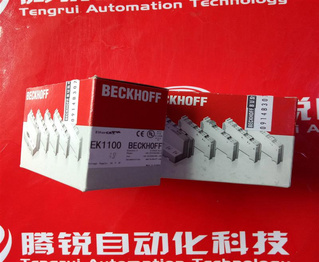 Tengrui Automation Technology
BECKHOFF
EK1100
BECKHOFF
BECKHOFF
腾锐自动化科技
Tengrui Automation Technology